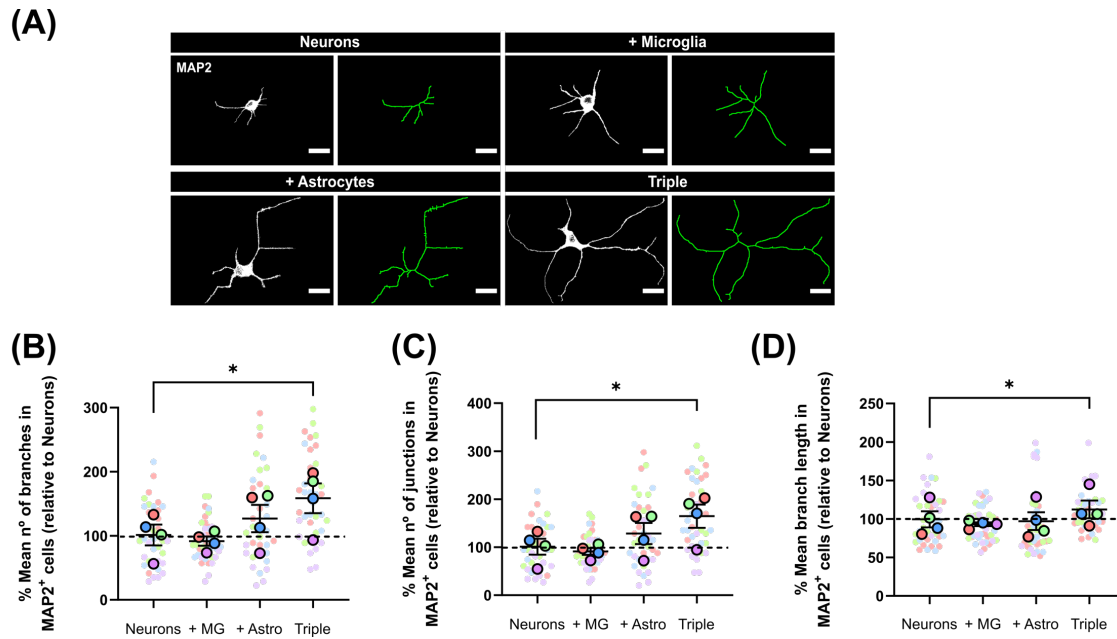 (A)
Neurons
+ Microglia
MAP2
+ Astrocytes
Triple
(B)
% Mean nº of branches in
MAP2⁺ cells (relative to Neurons)
300
200
100
0
*
Neurons + MG + Astro Triple
(C)
% Mean nº of junctions in
MAP2⁺ cells (relative to Neurons)
400
300
200
100
0
*
Neurons + MG + Astro Triple
(D)
% Mean branch length in
MAP2⁺ cells (relative to Neurons)
250
200
150
100
50
0
*
Neurons + MG + Astro Triple